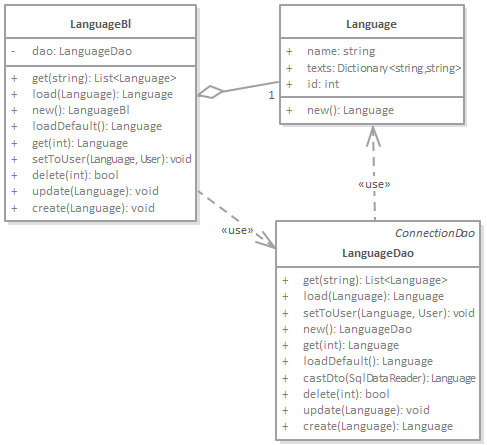 LanguageBl
- dao: LanguageDao
+ get(string): List<Language>
+ load(Language): Language
+ new(): LanguageBl
+ loadDefault(): Language
+ get(int): Language
+ setToUser(Language, User): void
+ delete(int): bool
+ update(Language): void
+ create(Language): void
Language
+ name: string
+ texts: Dictionary<string,string>
+ id: int
+ new(): Language
1
«use»
«use»
ConnectionDao
LanguageDao
+ get(string): List<Language>
+ load(Language): Language
+ setToUser(Language, User): void
+ new(): LanguageDao
+ get(int): Language
+ loadDefault(): Language
+ castDto(SqlDataReader): Language
+ delete(int): bool
+ update(Language): void
+ create(Language): Language